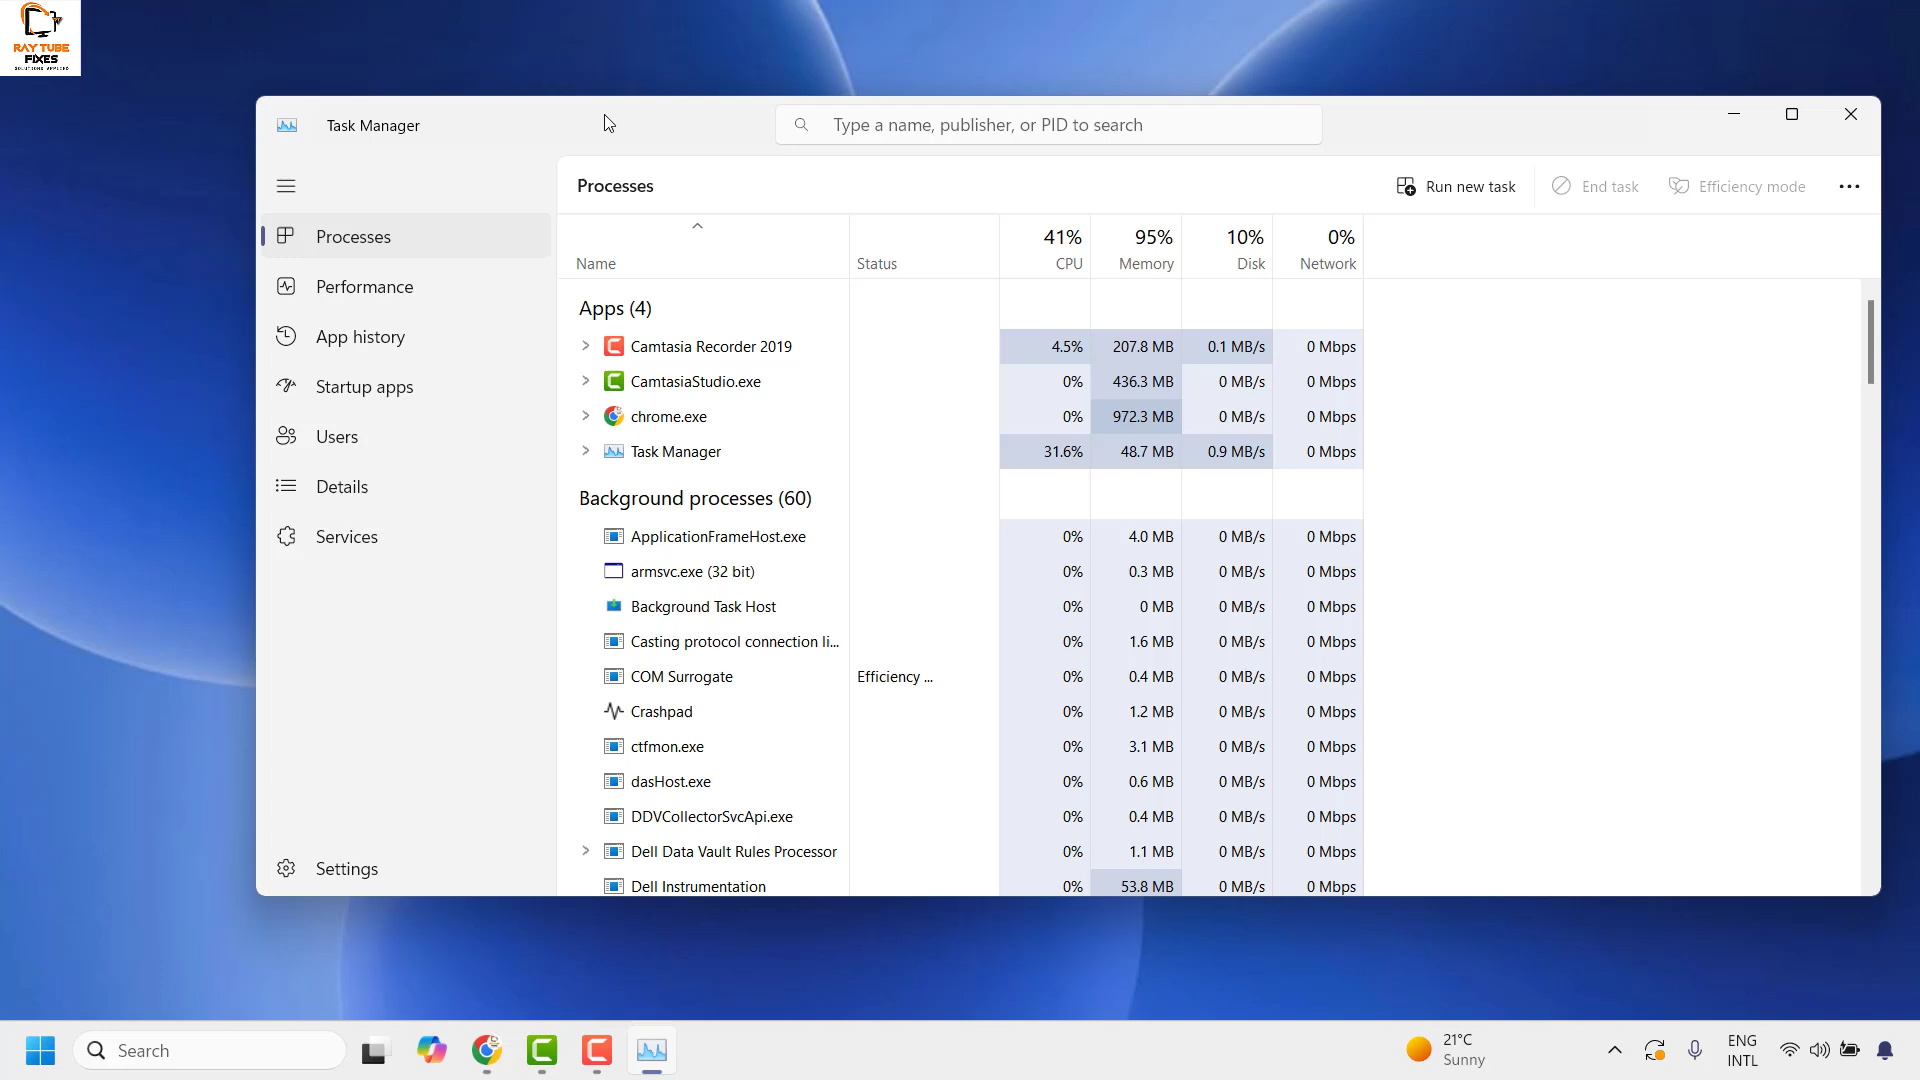 RAY TUBE
FIXES
SOLUTIONS APPLIED
Task Manager
Type a name, publisher, or PID to search
Processes
Run new task
End task
Efficiency mode
Processes
Performance
App history
Startup apps
Users
Details
Services
Settings
41% 95% 10% 0%
Name Status CPU Memory Disk Network
Apps (4)
Camtasia Recorder 2019 4.5% 207.8 MB 0.1 MB/s 0 Mbps
CamtasiaStudio.exe 0% 436.3 MB 0 MB/s 0 Mbps
chrome.exe 0% 972.3 MB 0 MB/s 0 Mbps
Task Manager 31.6% 48.7 MB 0.9 MB/s 0 Mbps
Background processes (60)
ApplicationFrameHost.exe 0% 4.0 MB 0 MB/s 0 Mbps
armsvc.exe (32 bit) 0% 0.3 MB 0 MB/s 0 Mbps
Background Task Host 0% 0 MB 0 MB/s 0 Mbps
Casting protocol connection li... 0% 1.6 MB 0 MB/s 0 Mbps
COM Surrogate Efficiency ... 0% 0.4 MB 0 MB/s 0 Mbps
Crashpad 0% 1.2 MB 0 MB/s 0 Mbps
ctfmon.exe 0% 3.1 MB 0 MB/s 0 Mbps
dasHost.exe 0% 0.6 MB 0 MB/s 0 Mbps
DDVCollectorSvcApi.exe 0% 0.4 MB 0 MB/s 0 Mbps
Dell Data Vault Rules Processor 0% 1.1 MB 0 MB/s 0 Mbps
Dell Instrumentation 0% 53.8 MB 0 MB/s 0 Mbps
Search
21°C
Sunny
ENG
INTL